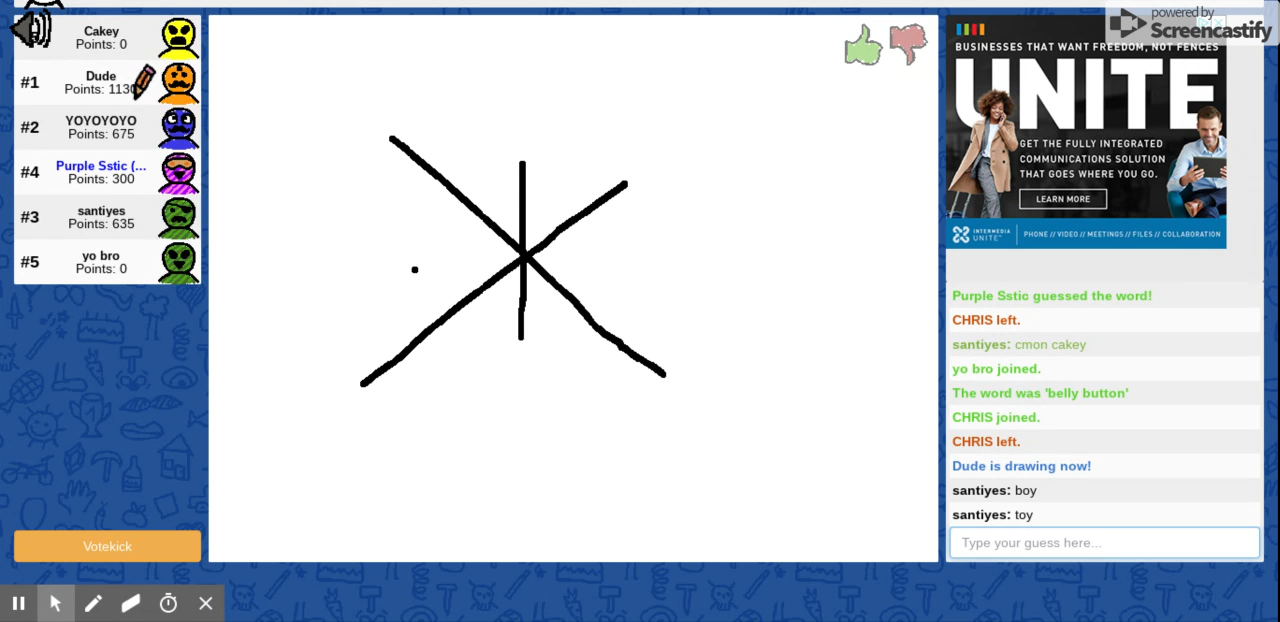 powered by
Screencastify
Cakey
Points: 0
#1
Dude
Points: 1130
#2
YOYOYOYO
Points: 675
#4
Purple Sstic (...
Points: 300
#3
santiyes
Points: 635
#5
yo bro
Points: 0
Votekick
BUSINESSES THAT WANT FREEDOM, NOT FENCES
UNITE
GET THE FULLY INTEGRATED
COMMUNICATIONS SOLUTION
THAT GOES WHERE YOU GO.
LEARN MORE
INTERMEDIA
UNITE™
PHONE // VIDEO // MEETINGS // FILES // COLLABORATION
Purple Sstic guessed the word!
CHRIS left.
santiyes: cmon cakey
yo bro joined.
The word was 'belly button'
CHRIS joined.
CHRIS left.
Dude is drawing now!
santiyes: boy
santiyes: toy
Type your guess here...